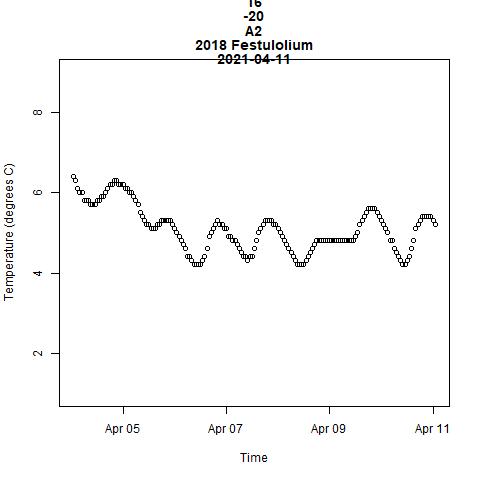 16
-20
A2
2018 Festulolium
2021-04-11
8
6
4
2
Temperature (degrees C)
Apr 05 Apr 07 Apr 09 Apr 11
Time